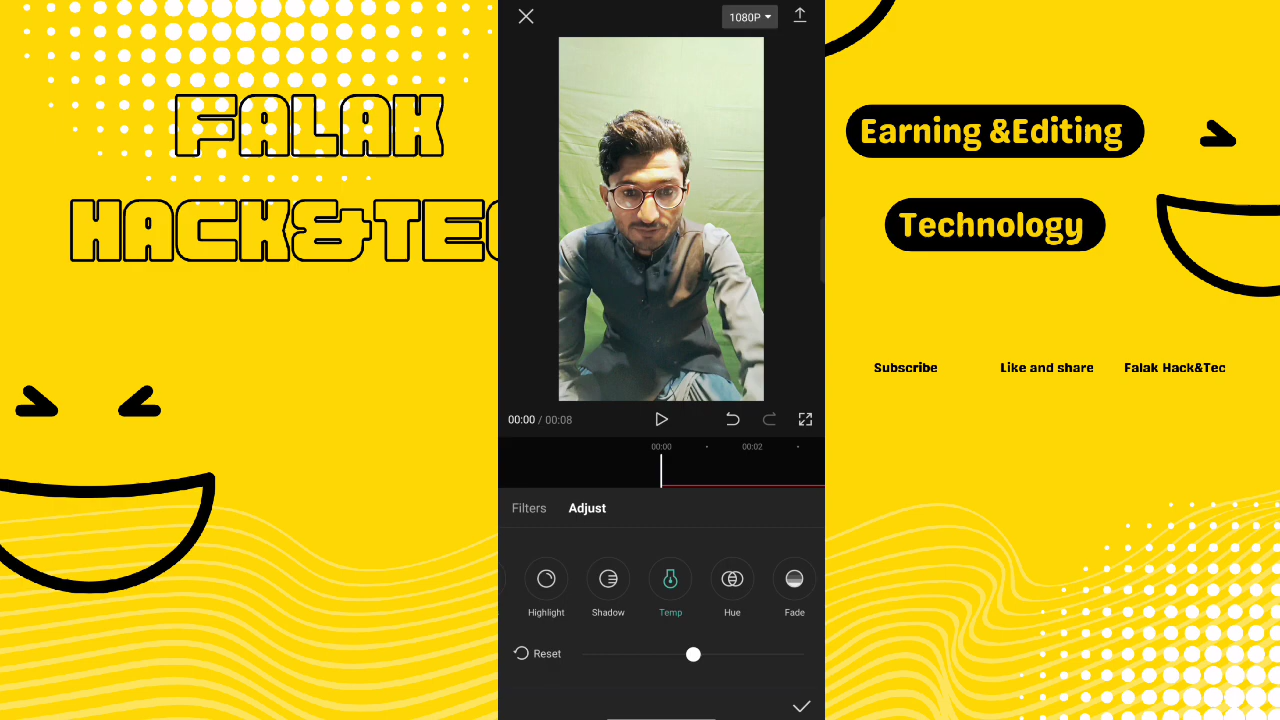 FALAK
HACK&TEC
1080P
00:00 / 00:08
00:00
00:02
Filters
Adjust
Highlight
Shadow
Temp
Hue
Fade
Reset
Earning &Editing
Technology
Subscribe
Like and share
Falak Hack&Tec